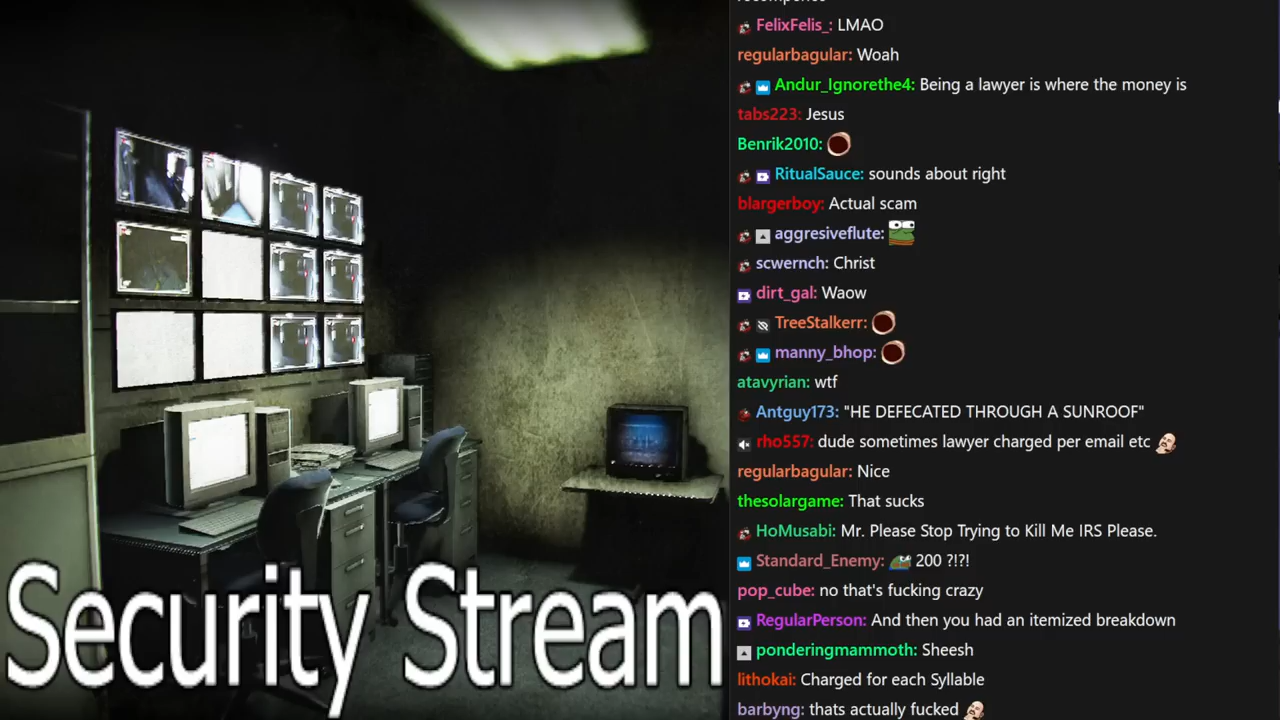 FelixFelis_: LMAO
regularbagular: Woah
Andur_Ignorethe4: Being a lawyer is where the money is
tabs223: Jesus
Benrik2010:
RitualSauce: sounds about right
blargerboy: Actual scam
aggresiveflute:
scwernch: Christ
dirt_gal: Waow
TreeStalkerr:
manny_bhop:
atavyrian: wtf
Antguy173: "HE DEFECATED THROUGH A SUNROOF"
rho557: dude sometimes lawyer charged per email etc
regularbagular: Nice
thesolargame: That sucks
HoMusabi: Mr. Please Stop Trying to Kill Me IRS Please.
Standard_Enemy: 200 ?!?!
pop_cube: no that's fucking crazy
RegularPerson: And then you had an itemized breakdown
ponderingmammoth: Sheesh
lithokai: Charged for each Syllable
barbyng: thats actually fucked
Security Stream